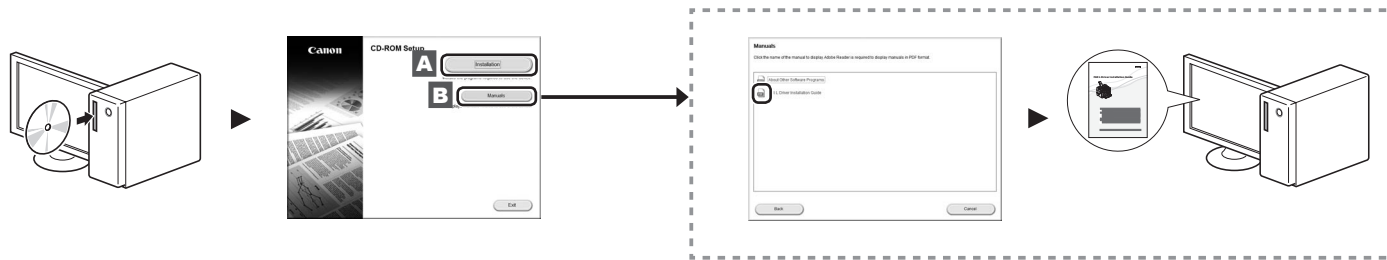 Canon
CD-ROM Setup
A
Installation
B
Manuals
Exit
Manuals
Click the name of the manual to display. Adobe Reader is required to display manuals in PDF format.
About Other Software Programs
Driver Installation Guide
Back
Cancel